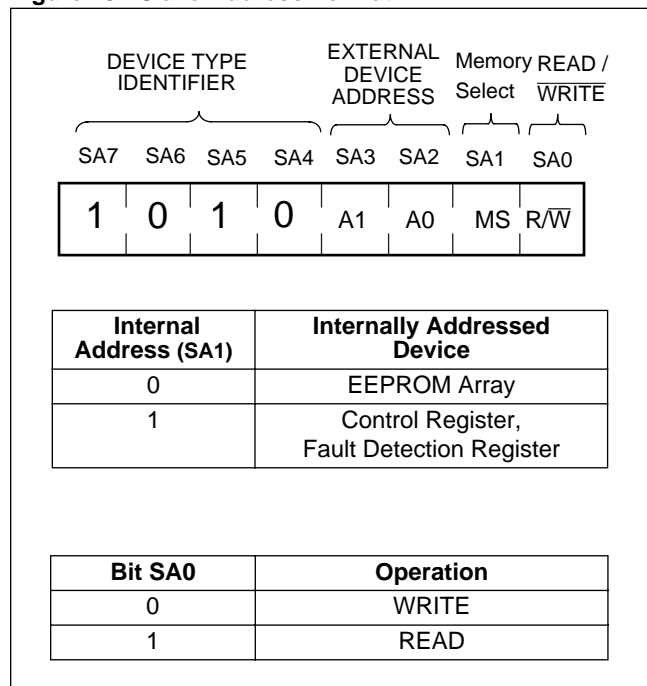 DEVICE TYPE
IDENTIFIER
EXTERNAL
DEVICE
ADDRESS
Memory
Select
READ /
W̅R̅I̅T̅E̅
SA7 SA6 SA5 SA4 SA3 SA2 SA1 SA0
1 0 1 0 A1 A0 MS R/W̅
Internal
Address (SA1)
Internally Addressed
Device
0 EEPROM Array
1 Control Register,
Fault Detection Register
Bit SA0 Operation
0 WRITE
1 READ